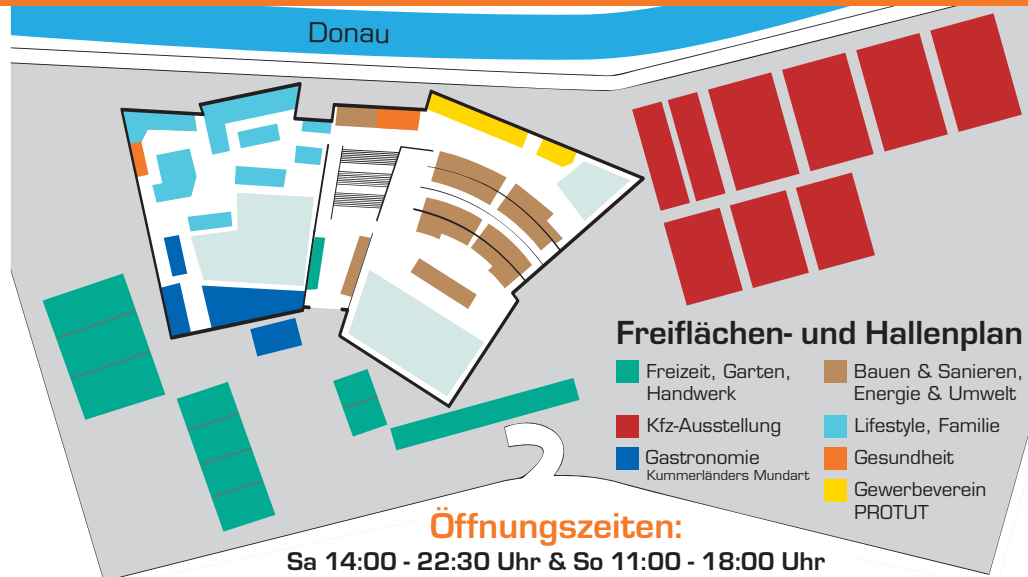 Donau
Freiflächen- und Hallenplan
Freizeit, Garten,
Handwerk
Kfz-Ausstellung
Gastronomie
Kummerländers Mundart
Bauen & Sanieren,
Energie & Umwelt
Lifestyle, Familie
Gesundheit
Gewerbeverein
PROTUT
Öffnungszeiten:
Sa 14:00 - 22:30 Uhr & So 11:00 - 18:00 Uhr